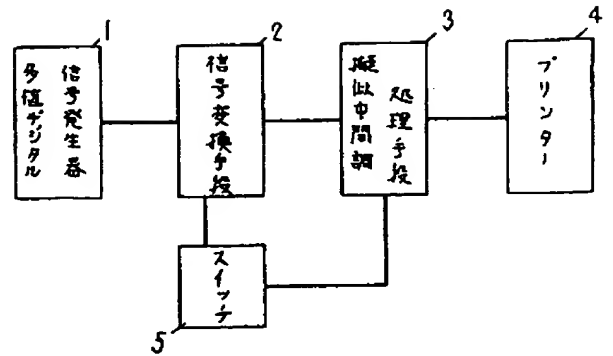 1
多値デジタル
信号発生器
2
信号変換手段
3
擬似中間調
処理手段
4
プリンター
スイッチ
5